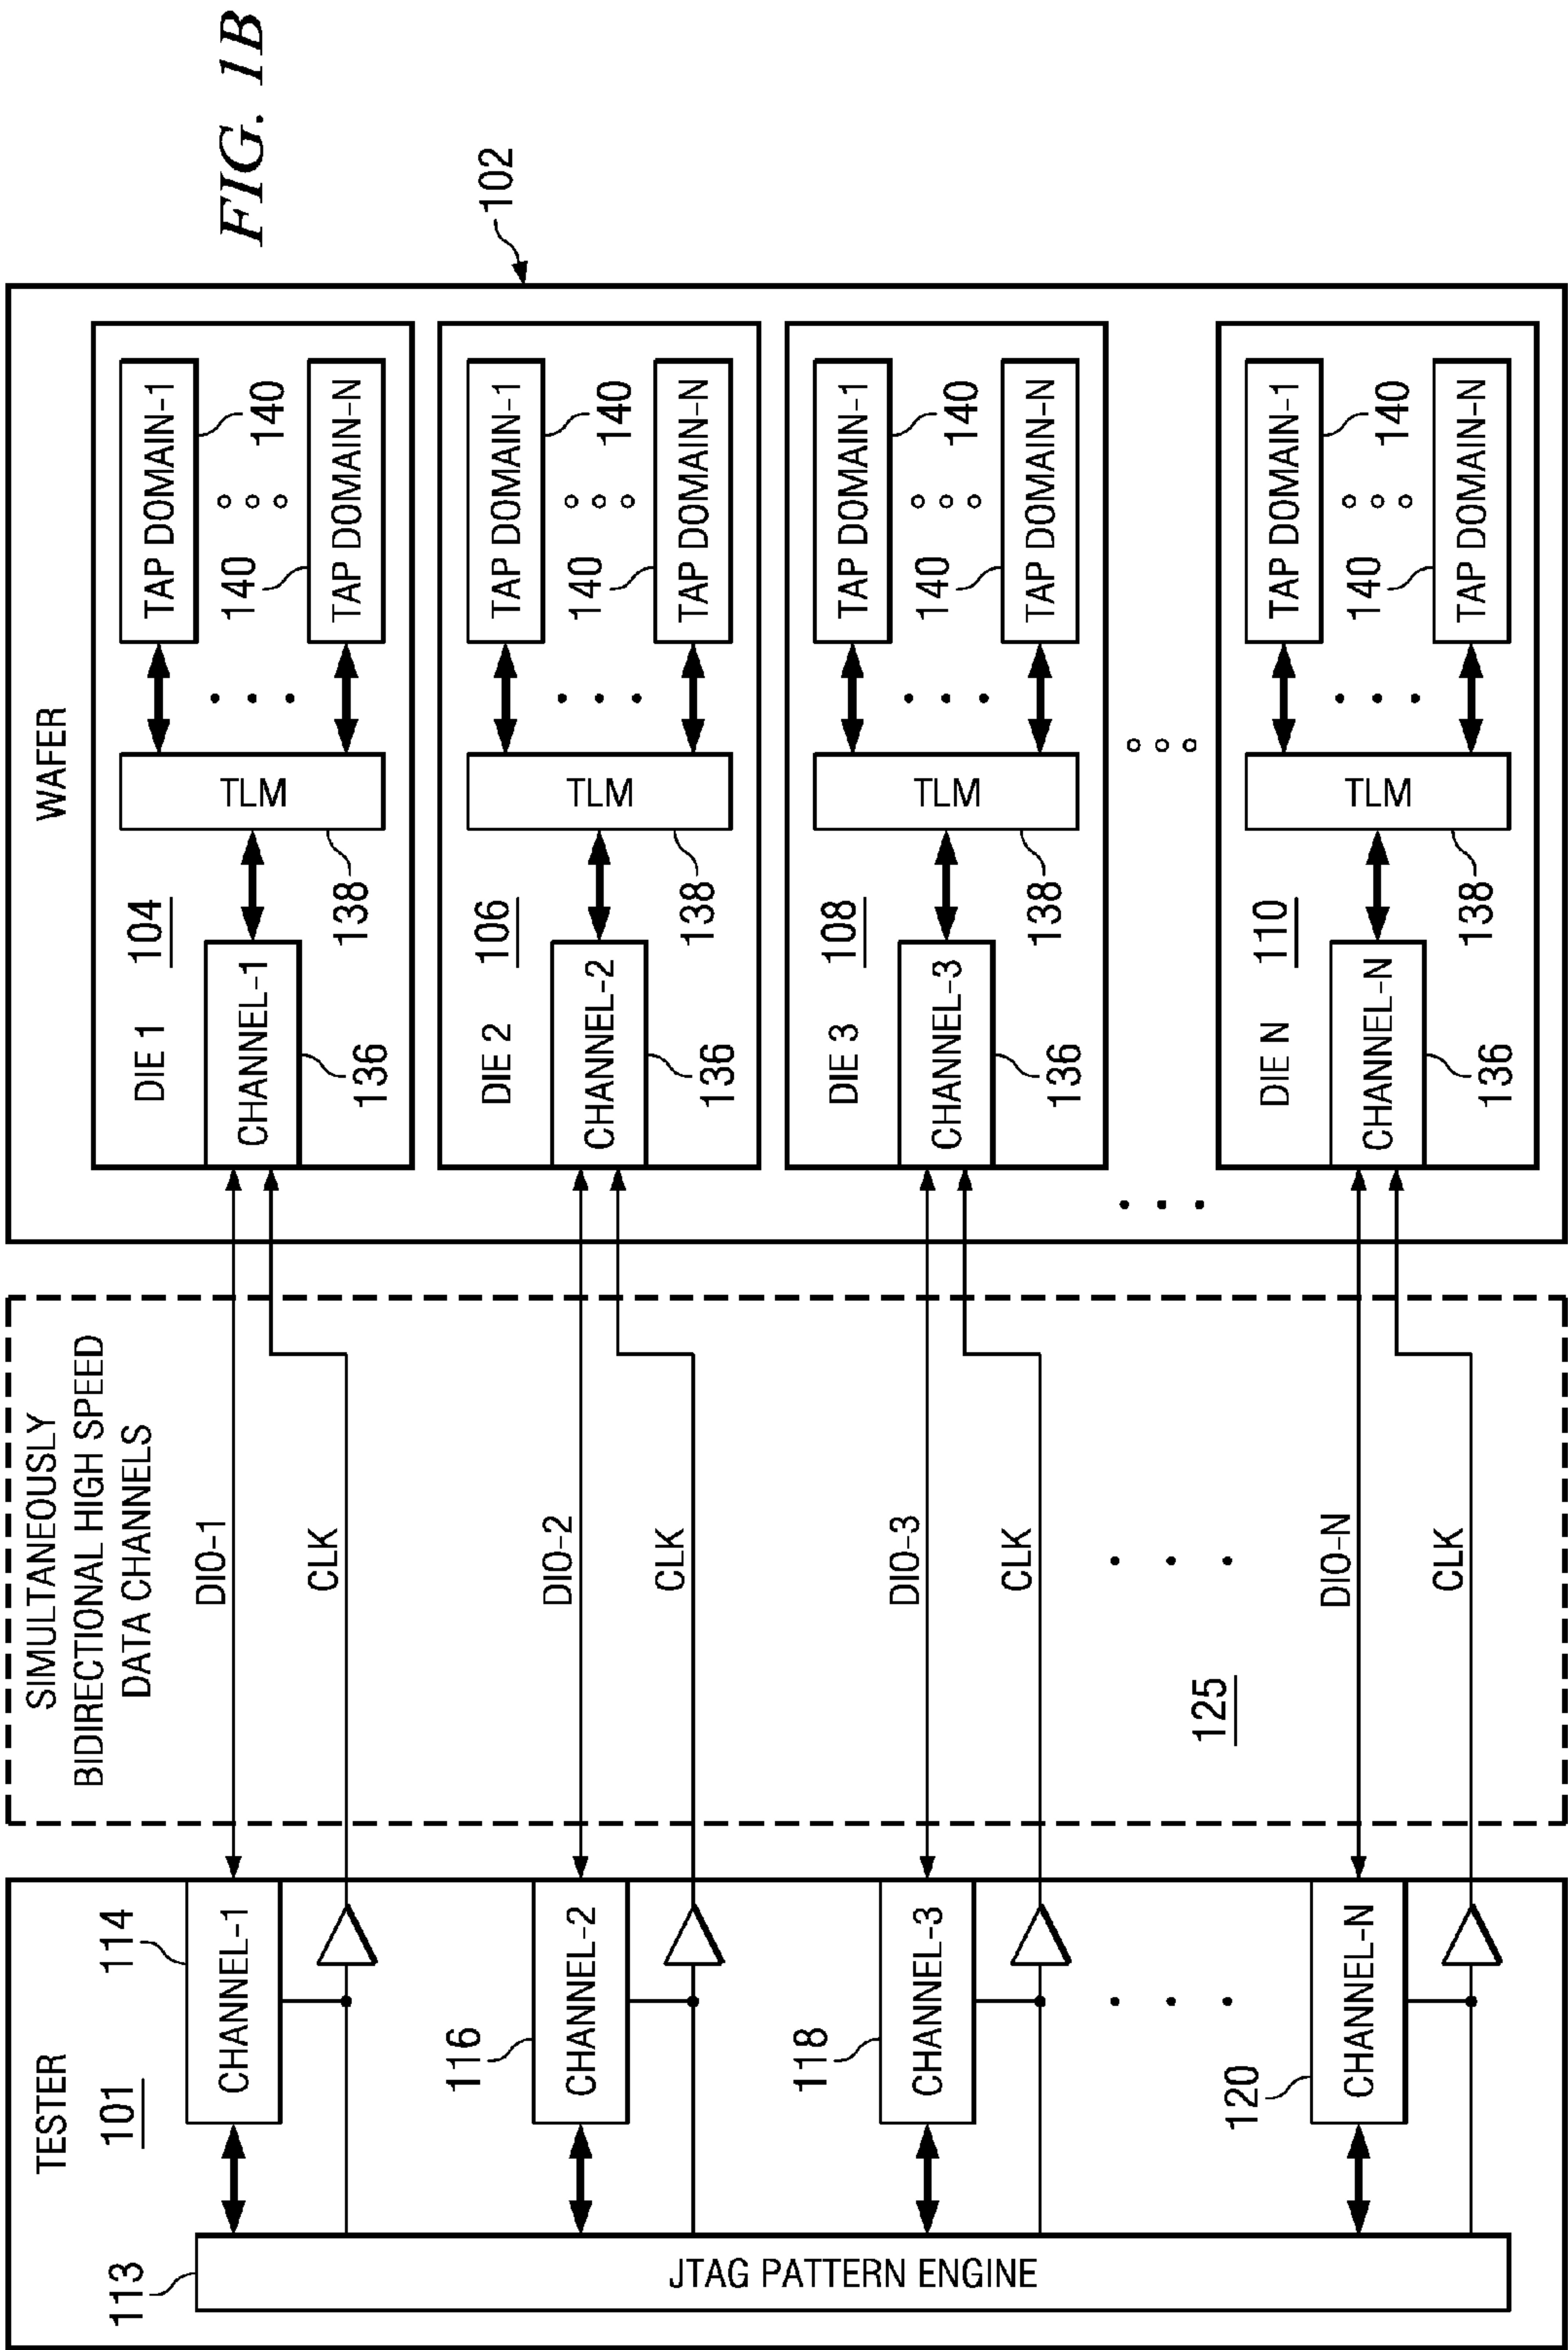 FIG. 1B
TESTER
101
113
JTAG PATTERN ENGINE
114
CHANNEL-1
116
CHANNEL-2
118
CHANNEL-3
120
CHANNEL-N
SIMULTANEOUSLY
BIDIRECTIONAL HIGH SPEED
DATA CHANNELS
DIO-1
CLK
DIO-2
CLK
DIO-3
CLK
125
DIO-N
CLK
WAFER
102
DIE 1
104
CHANNEL-1
136
TLM
138
TAP DOMAIN-1
140
140
TAP DOMAIN-N
DIE 2
106
CHANNEL-2
136
TLM
138
TAP DOMAIN-1
140
140
TAP DOMAIN-N
DIE 3
108
CHANNEL-3
136
TLM
138
TAP DOMAIN-1
140
140
TAP DOMAIN-N
DIE N
110
CHANNEL-N
136
TLM
138
TAP DOMAIN-1
140
140
TAP DOMAIN-N